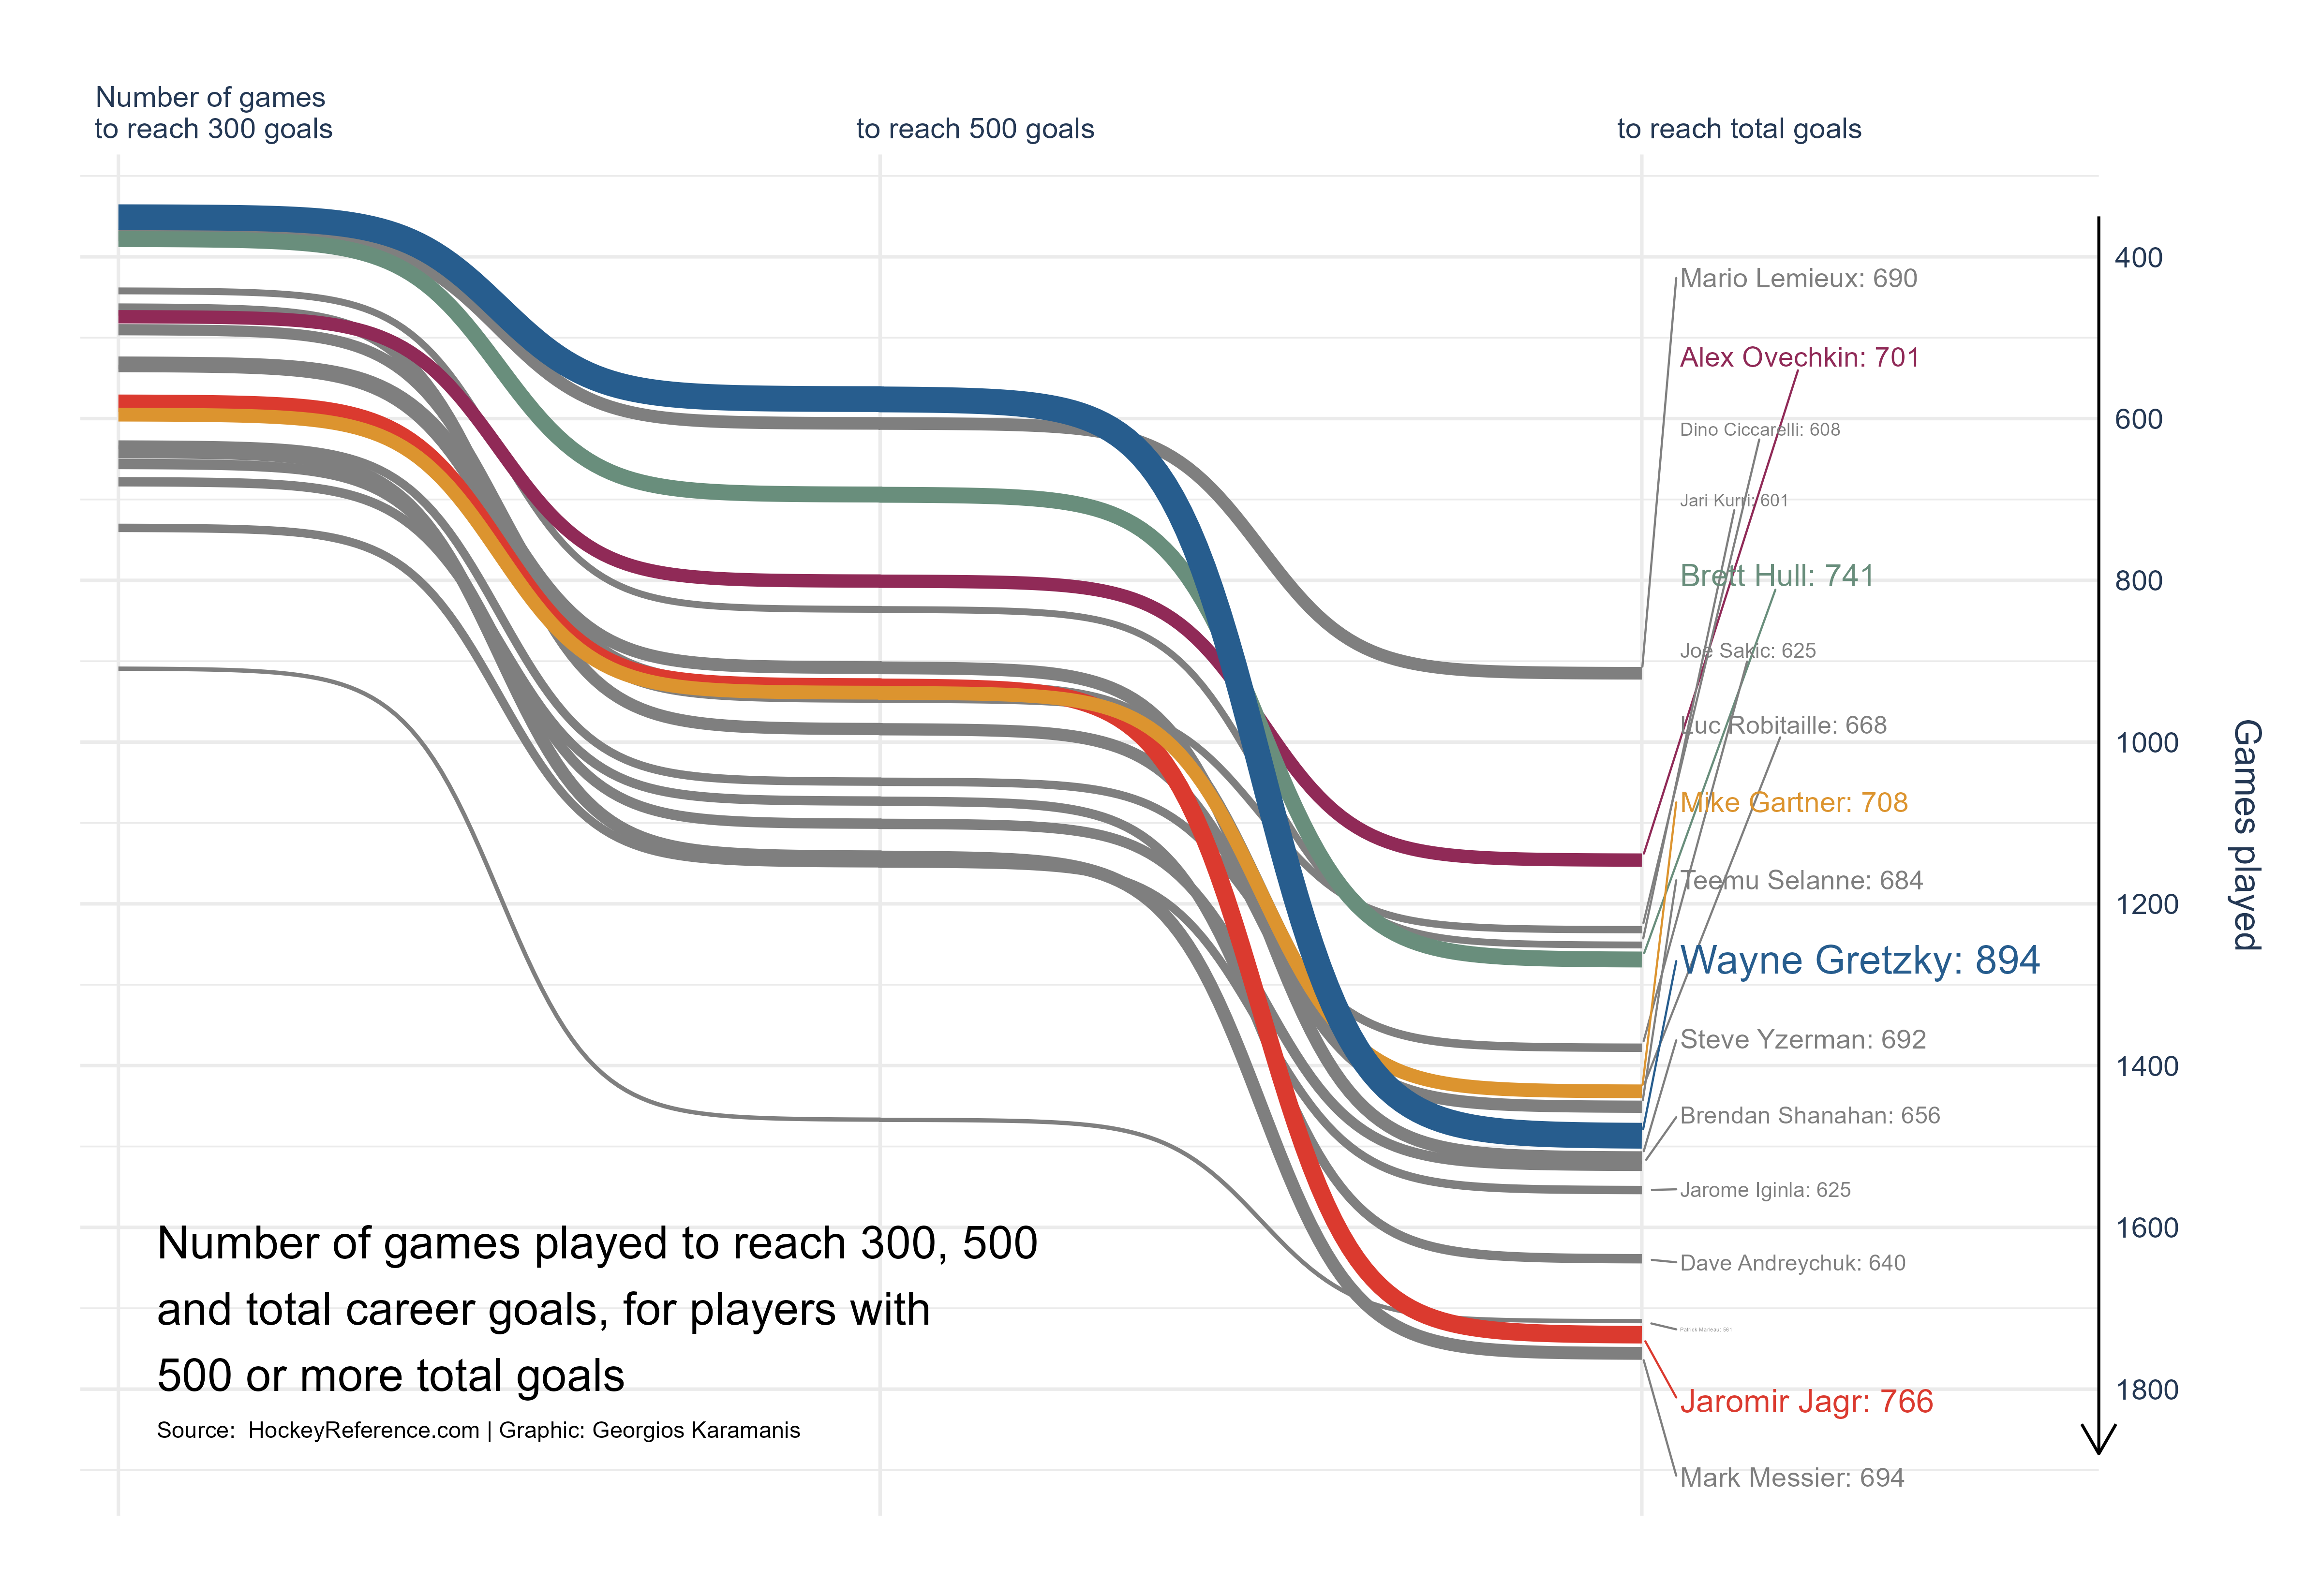 Number of games
to reach 300 goals
to reach 500 goals
to reach total goals
Mario Lemieux: 690
Alex Ovechkin: 701
Dino Ciccarelli: 608
Jari Kurri: 601
Brett Hull: 741
Joe Sakic: 625
Luc Robitaille: 668
Mike Gartner: 708
Teemu Selanne: 684
Wayne Gretzky: 894
Steve Yzerman: 692
Brendan Shanahan: 656
Jarome Iginla: 625
Dave Andreychuk: 640
Patrick Marleau: 561
Jaromir Jagr: 766
Mark Messier: 694
400
600
800
1000
1200
1400
1600
1800
Games played
Number of games played to reach 300, 500
and total career goals, for players with
500 or more total goals
Source: HockeyReference.com | Graphic: Georgios Karamanis